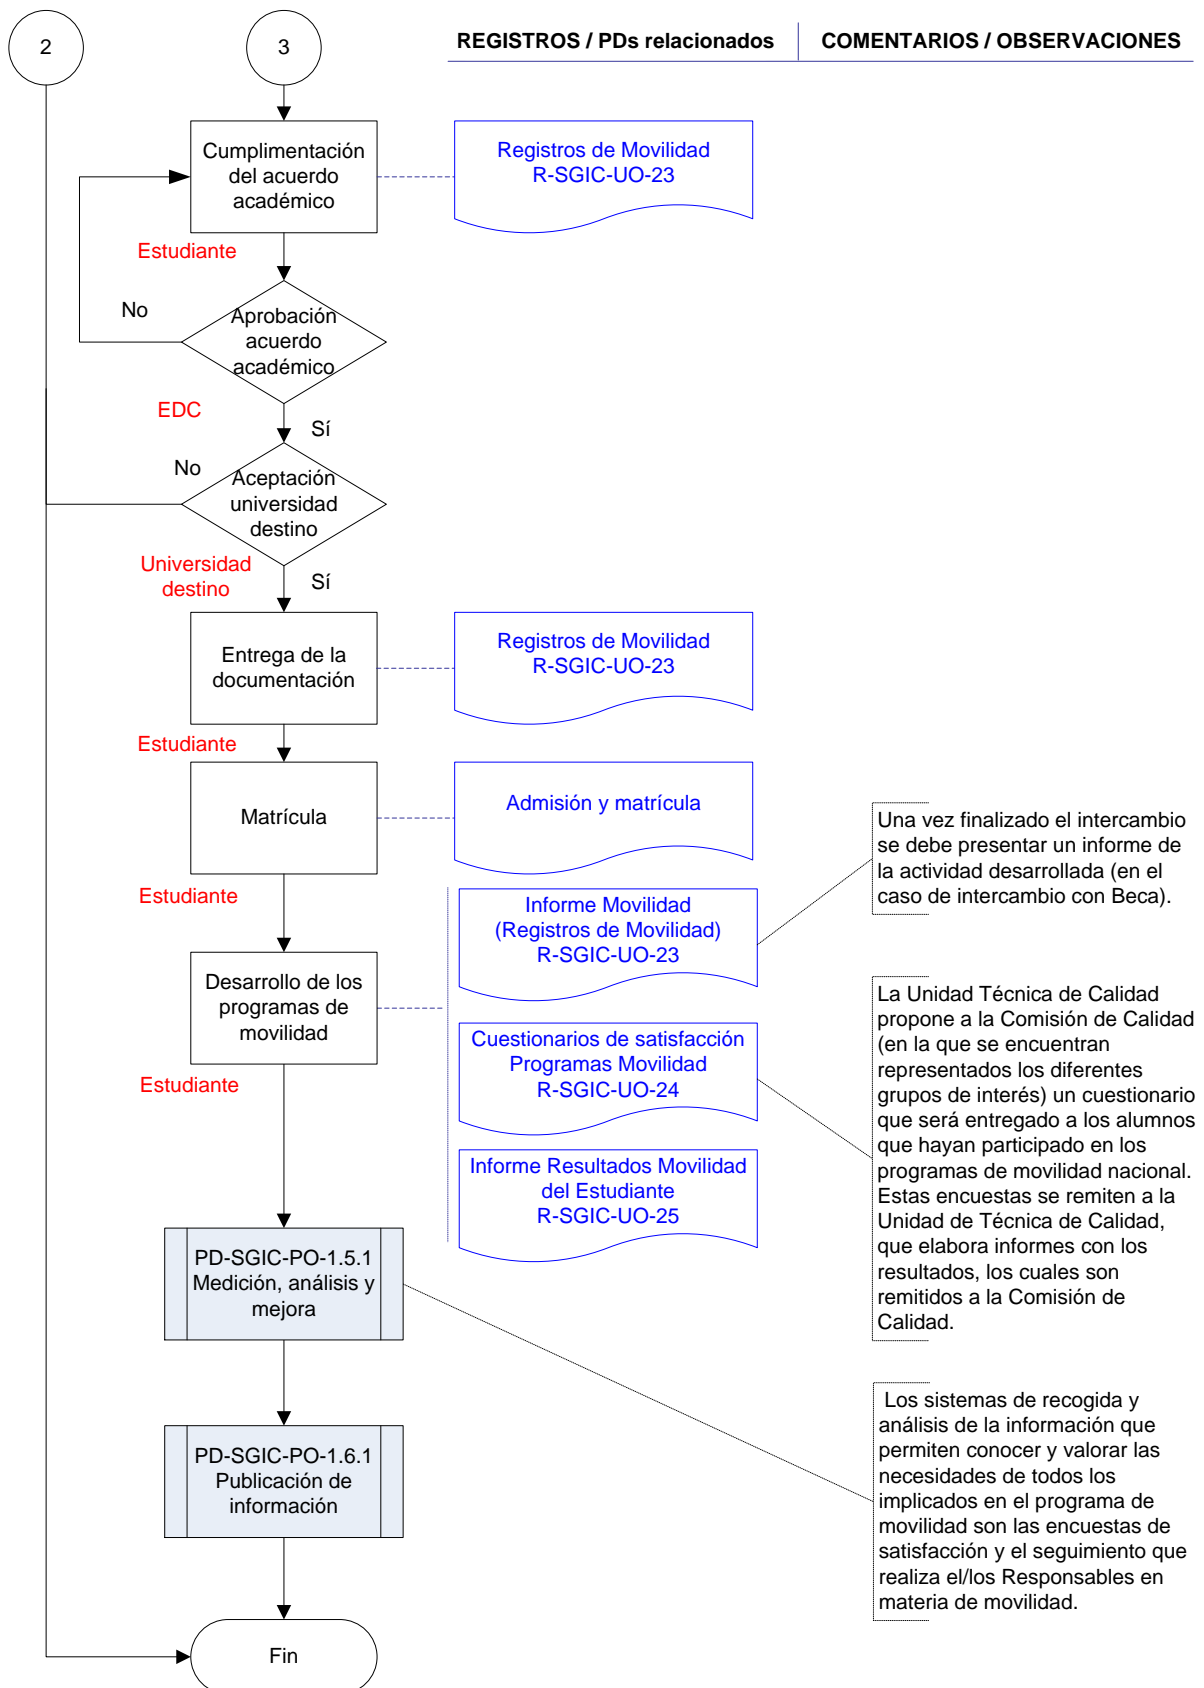 2
3
REGISTROS / PDs relacionados
COMENTARIOS / OBSERVACIONES
Cumplimentación
del acuerdo
académico
Registros de Movilidad
R-SGIC-UO-23
Estudiante
No
Aprobación
acuerdo
académico
EDC
Sí
No
Aceptación
universidad
destino
Universidad
destino
Sí
Entrega de la
documentación
Registros de Movilidad
R-SGIC-UO-23
Estudiante
Matrícula
Admisión y matrícula
Una vez finalizado el intercambio
se debe presentar un informe de
la actividad desarrollada (en el
caso de intercambio con Beca).
Estudiante
Informe Movilidad
(Registros de Movilidad)
R-SGIC-UO-23
Desarrollo de los
programas de
movilidad
Cuestionarios de satisfacción
Programas Movilidad
R-SGIC-UO-24
La Unidad Técnica de Calidad
propone a la Comisión de Calidad
(en la que se encuentran
representados los diferentes
grupos de interés) un cuestionario
que será entregado a los alumnos
que hayan participado en los
programas de movilidad nacional.
Estas encuestas se remiten a la
Unidad de Técnica de Calidad,
que elabora informes con los
resultados, los cuales son
remitidos a la Comisión de
Calidad.
Estudiante
Informe Resultados Movilidad
del Estudiante
R-SGIC-UO-25
PD-SGIC-PO-1.5.1
Medición, análisis y
mejora
Los sistemas de recogida y
análisis de la información que
permiten conocer y valorar las
necesidades de todos los
implicados en el programa de
movilidad son las encuestas de
satisfacción y el seguimiento que
realiza el/los Responsables en
materia de movilidad.
PD-SGIC-PO-1.6.1
Publicación de
información
Fin